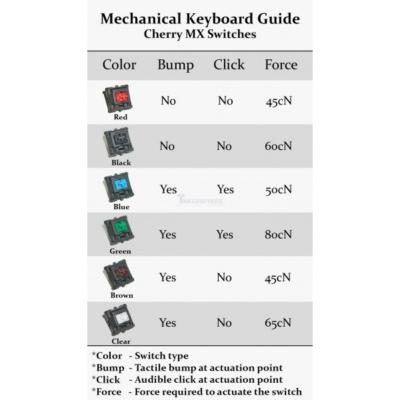 Mechanical Keyboard Guide
Cherry MX Switches
Color Bump Click Force
Red No No 45cN
Black No No 60cN
Blue Yes Yes 50cN
Green Yes Yes 80cN
Brown Yes No 45cN
Clear Yes No 65cN
*Color - Switch type
*Bump - Tactile bump at actuation point
*Click - Audible click at actuation point
*Force - Force required to actuate the switch